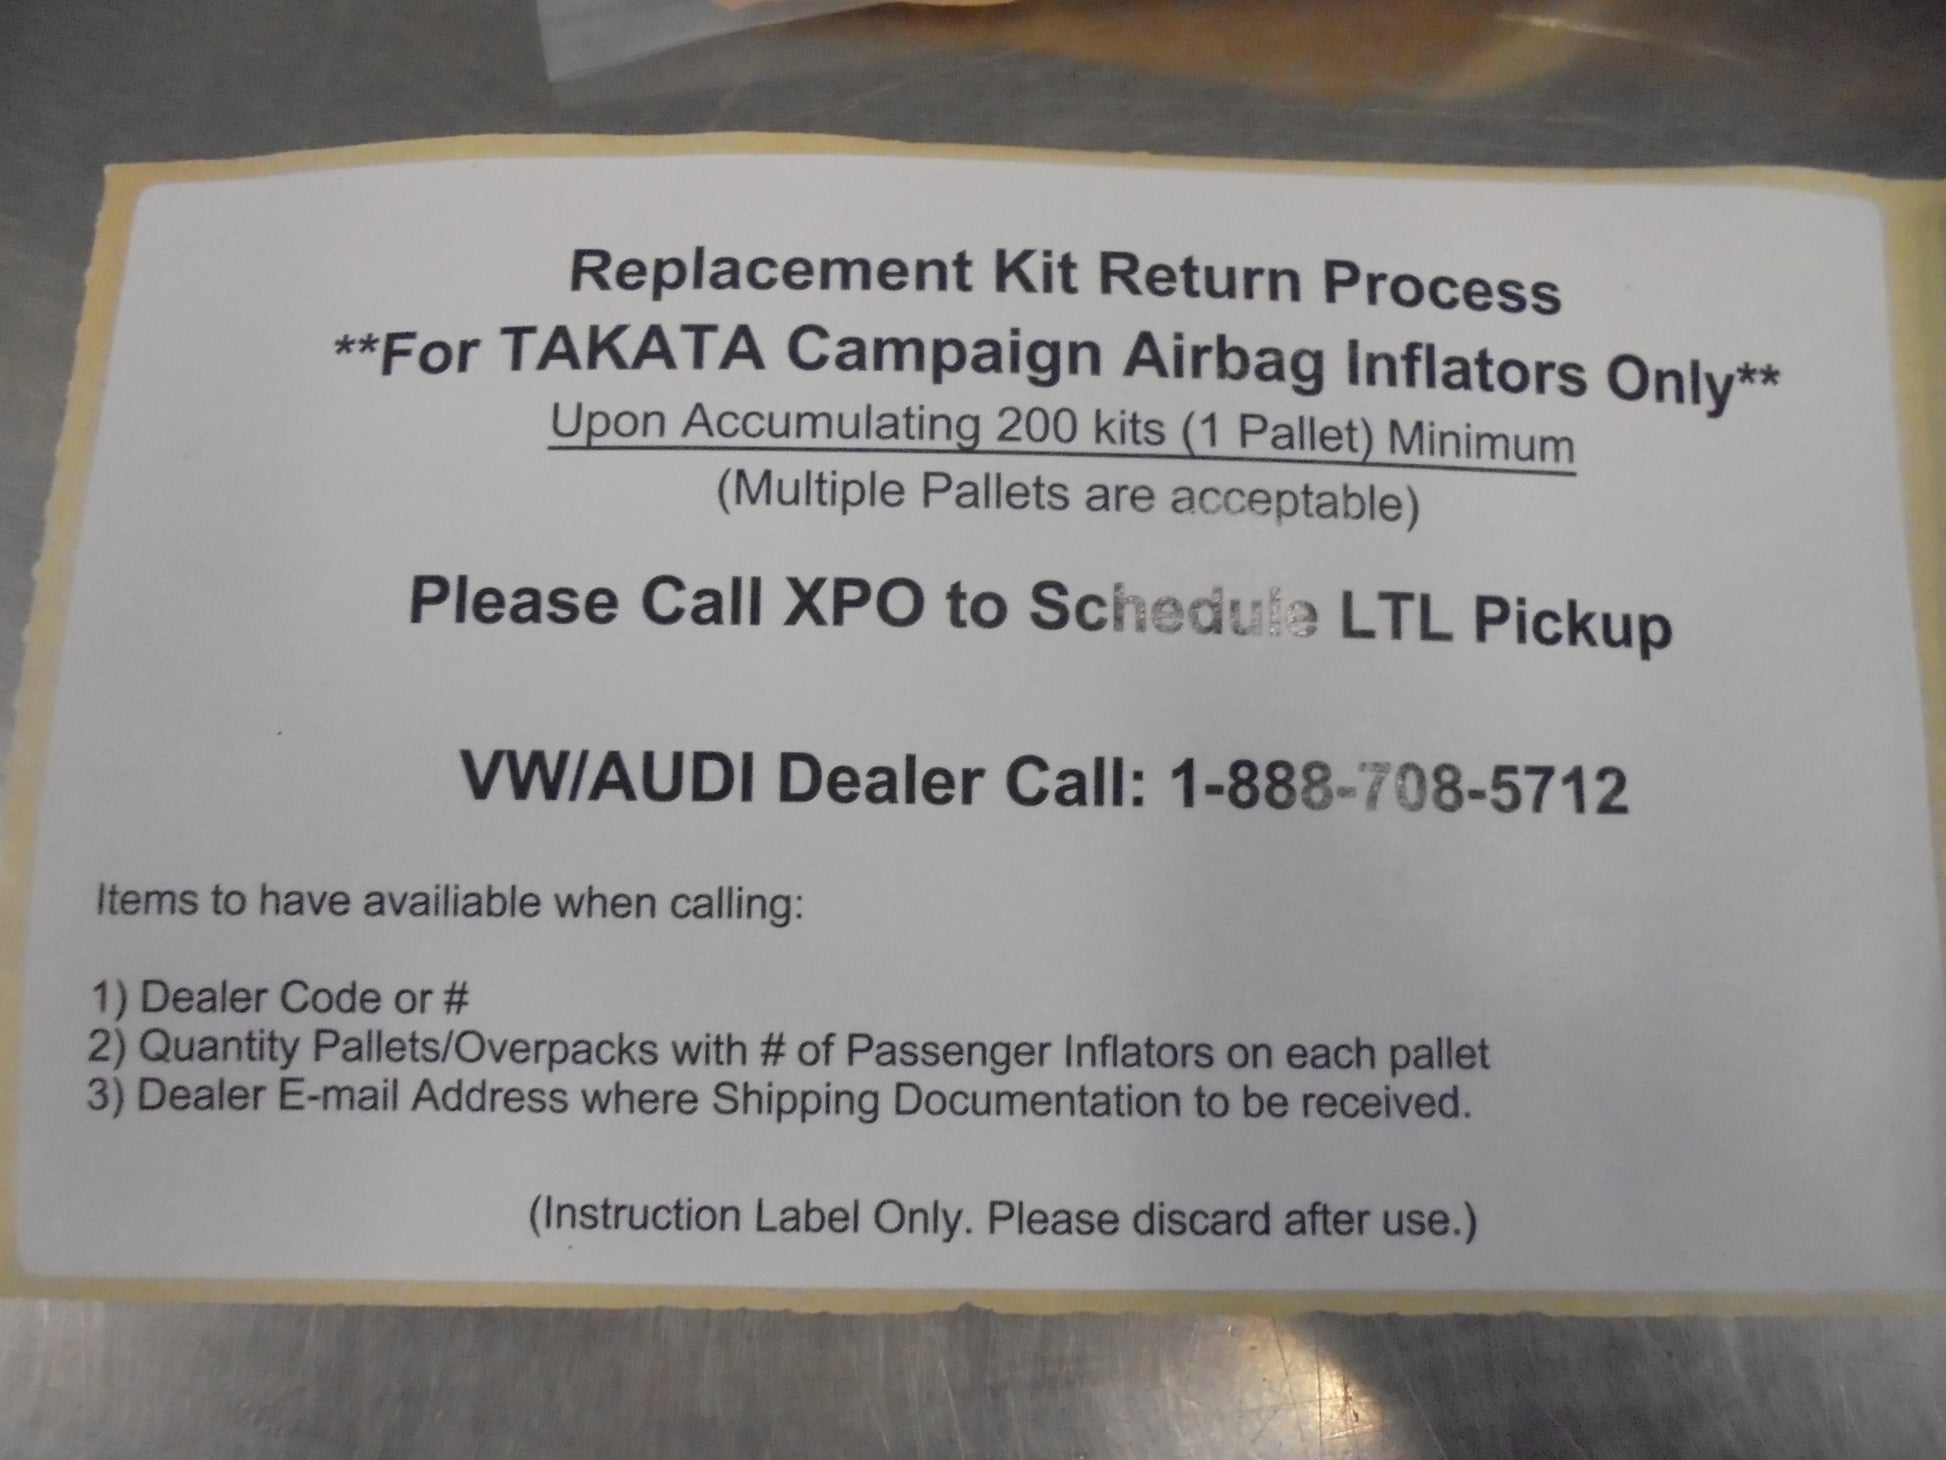 Replacement Kit Return Process
**For TAKATA Campaign Airbag Inflators Only**
Upon Accumulating 200 kits (1 Pallet) Minimum
(Multiple Pallets are acceptable)
Please Call XPO to Schedule LTL Pickup
VW/AUDI Dealer Call: 1-888-708-5712
Items to have availiable when calling:
1) Dealer Code or #
2) Quantity Pallets/Overpacks with # of Passenger Inflators on each pallet
3) Dealer E-mail Address where Shipping Documentation to be received.
(Instruction Label Only. Please discard after use.)